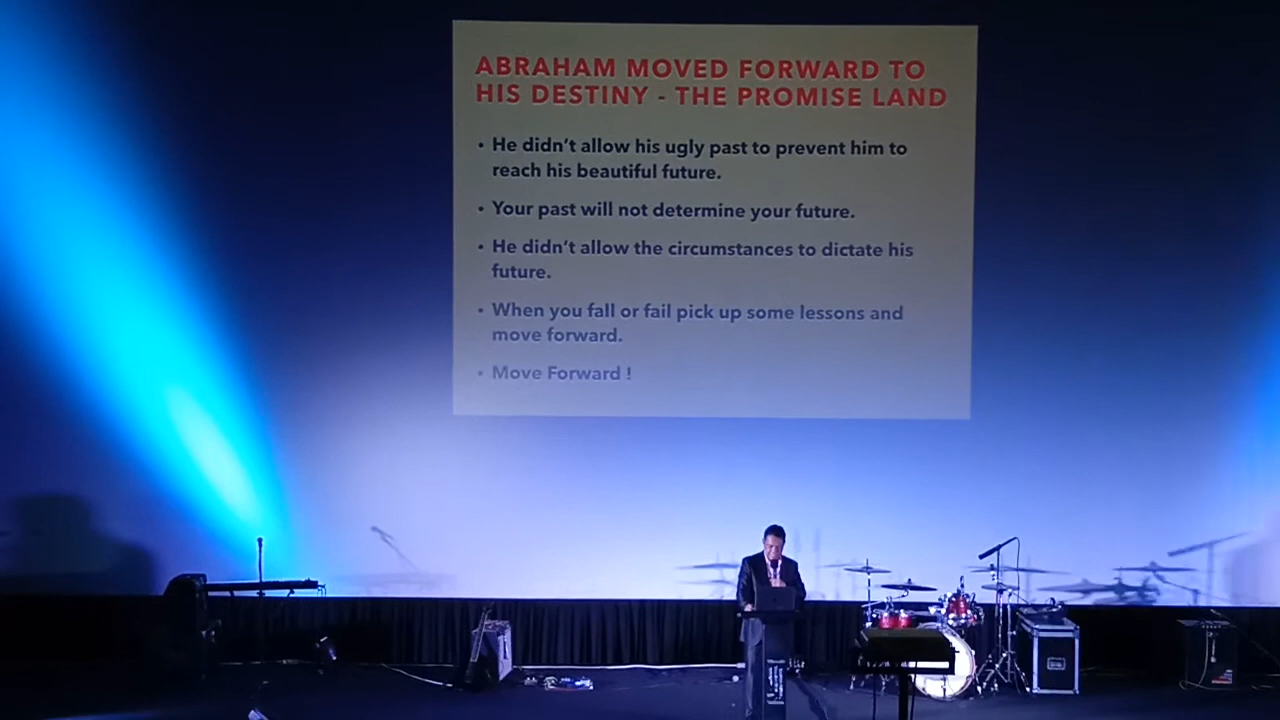 ABRAHAM MOVED FORWARD TO
HIS DESTINY - THE PROMISE LAND
• He didn't allow his ugly past to prevent him to
reach his beautiful future.
• Your past will not determine your future.
• He didn't allow the circumstances to dictate his
future.
• When you fall or fail pick up some lessons and
move forward.
• Move Forward !